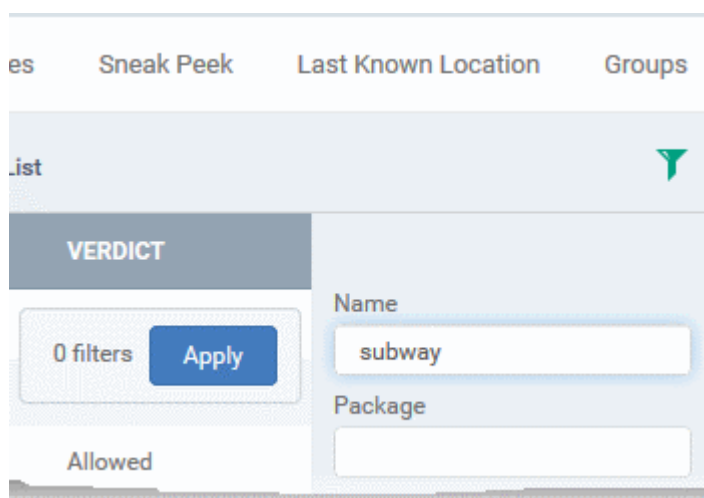 es Sneak Peek Last Known Location Groups
List
VERDICT
Name
0 filters Apply
subway
Package
Allowed